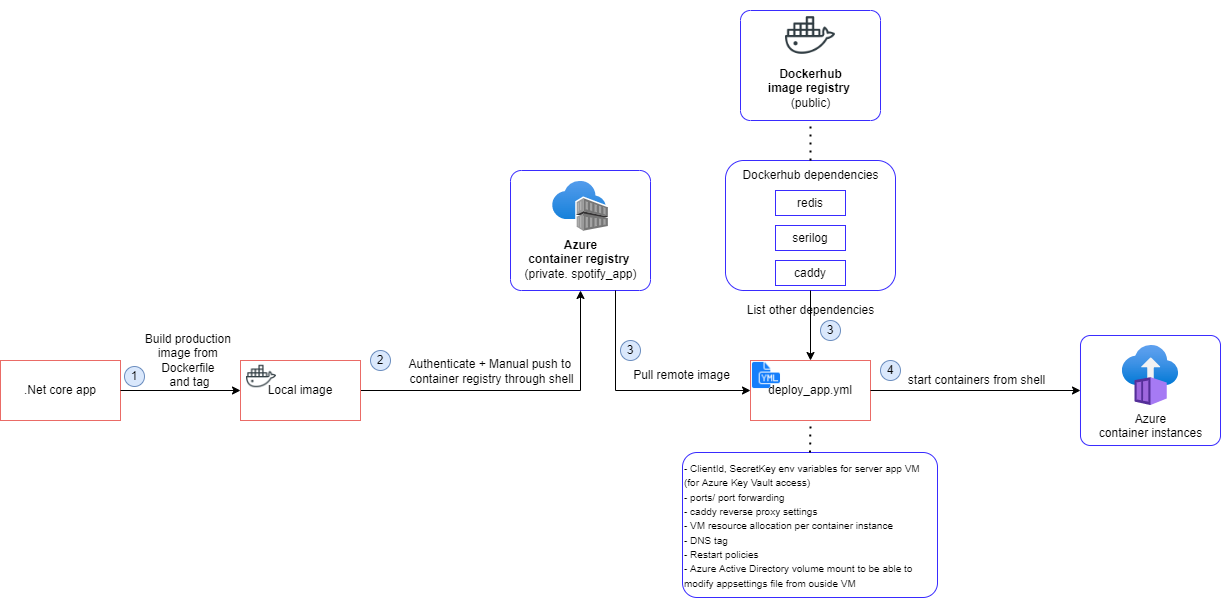 Dockerhub
image registry
(public)
Dockerhub dependencies
redis
serilog
caddy
Azure
container registry
(private. spotify_app)
List other dependencies
3
Build production
image from
Dockerfile
and tag
1
.Net core app
Local image
2
Authenticate + Manual push to
container registry through shell
3
Pull remote image
YML
deploy_app.yml
4
start containers from shell
Azure
container instances
- ClientId, SecretKey env variables for server app VM
(for Azure Key Vault access)
- ports/ port forwarding
- caddy reverse proxy settings
- VM resource allocation per container instance
- DNS tag
- Restart policies
- Azure Active Directory volume mount to be able to
modify appsettings file from ouside VM